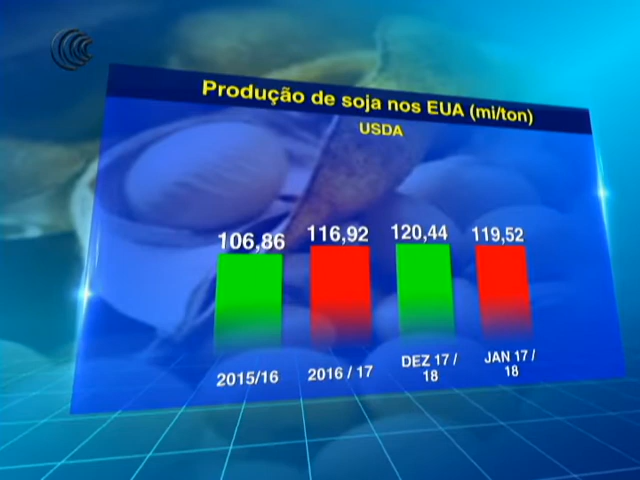 Produção de soja nos EUA (mi/ton)
USDA
106,86 116,92 120,44 119,52
2015/16 2016 / 17 DEZ 17 / JAN 17 /
18 18